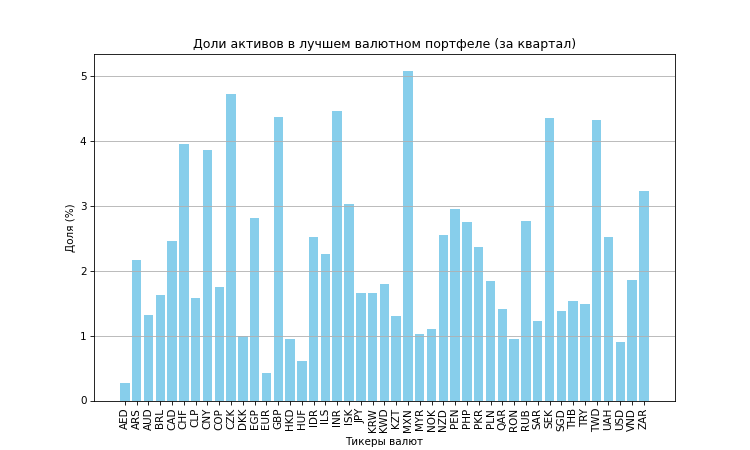 Доли активов в лучшем валютном портфеле (за квартал)
Доля (%)
5
4
3
2
1
0
AED
ARS
AUD
BRL
CAD
CHF
CLP
CNY
COP
CZK
DKK
EGP
EUR
GBP
HKD
HUF
IDR
ILS
INR
ISK
JPY
KRW
KWD
KZT
MXN
MYR
NOK
NZD
PEN
PHP
PKR
PLN
QAR
RON
RUB
SAR
SEK
SGD
THB
TRY
TWD
UAH
USD
VND
ZAR
Тикеры валют